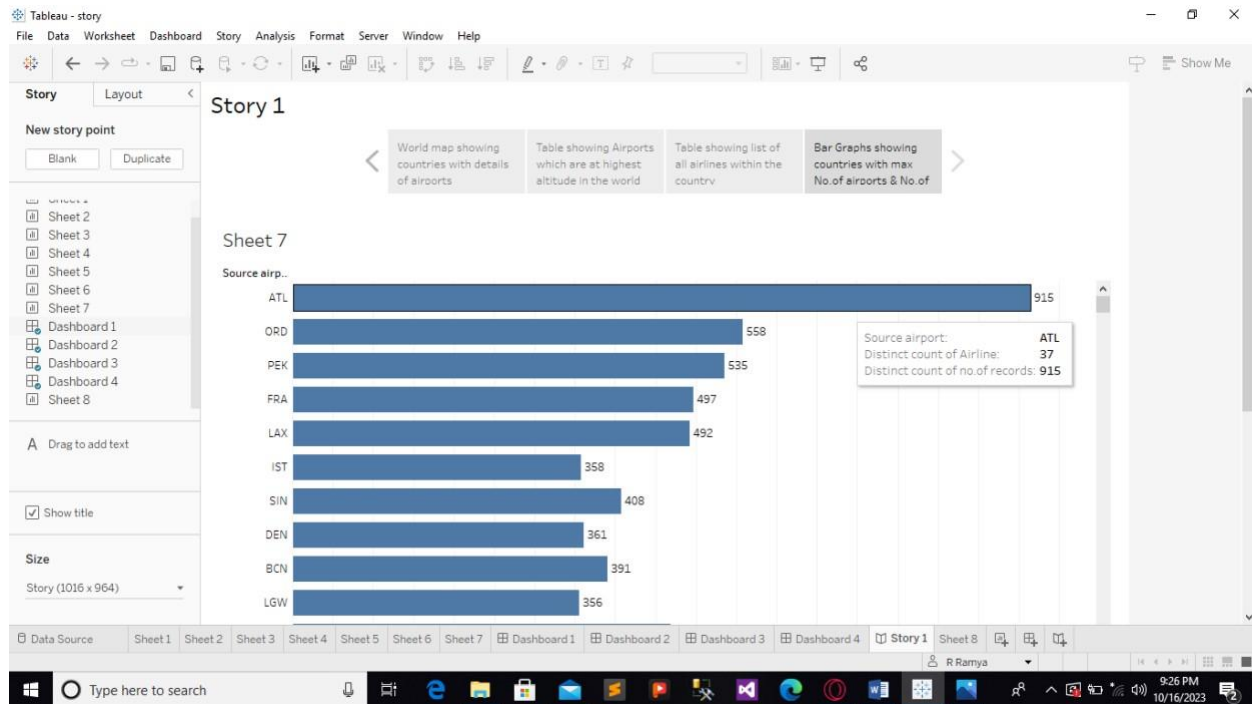 Tableau - story
File Data Worksheet Dashboard Story Analysis Format Server Window Help
Show Me
Story Layout
Story 1
New story point
Blank Duplicate
World map showing
countries with details
of airports
Table showing Airports
which are at highest
altitude in the world
Table showing list of
all airlines within the
country
Bar Graphs showing
countries with max
No.of airports & No.of
Sheet 2
Sheet 3
Sheet 4
Sheet 5
Sheet 6
Sheet 7
Dashboard 1
Dashboard 2
Dashboard 3
Dashboard 4
Sheet 8
A Drag to add text
Show title
Size
Story (1016 x 964)
Sheet 7
Source airp..
ATL 915
ORD 558
PEK 535
FRA 497
LAX 492
IST 358
SIN 408
DEN 361
BCN 391
LGW 356
Source airport: ATL
Distinct count of Airline: 37
Distinct count of no.of records: 915
Data Source Sheet 1 Sheet 2 Sheet 3 Sheet 4 Sheet 5 Sheet 6 Sheet 7 Dashboard 1 Dashboard 2 Dashboard 3 Dashboard 4 Story 1 Sheet 8
R Ramya
Type here to search
9:26 PM
10/16/2023